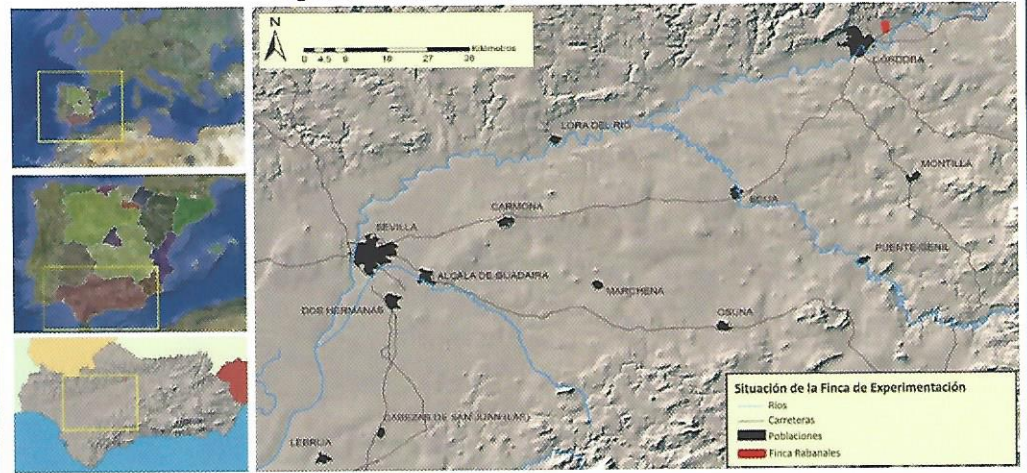 N
0 4.5 9 18 27 36 Kilómetros
CÓRDOBA
LORA DEL RIO
MONTILLA
CARMONA
ECIJA
SEVILLA
PUENTE-GENIL
ALCALA DE GUADAIRA
MARCHENA
DOS HERMANAS
OSUNA
CABEZAS DE SAN JUAN (LAS)
LEBRIJA
Situación de la Finca de Experimentación
Ríos
Carreteras
Poblaciones
Finca Rabanales